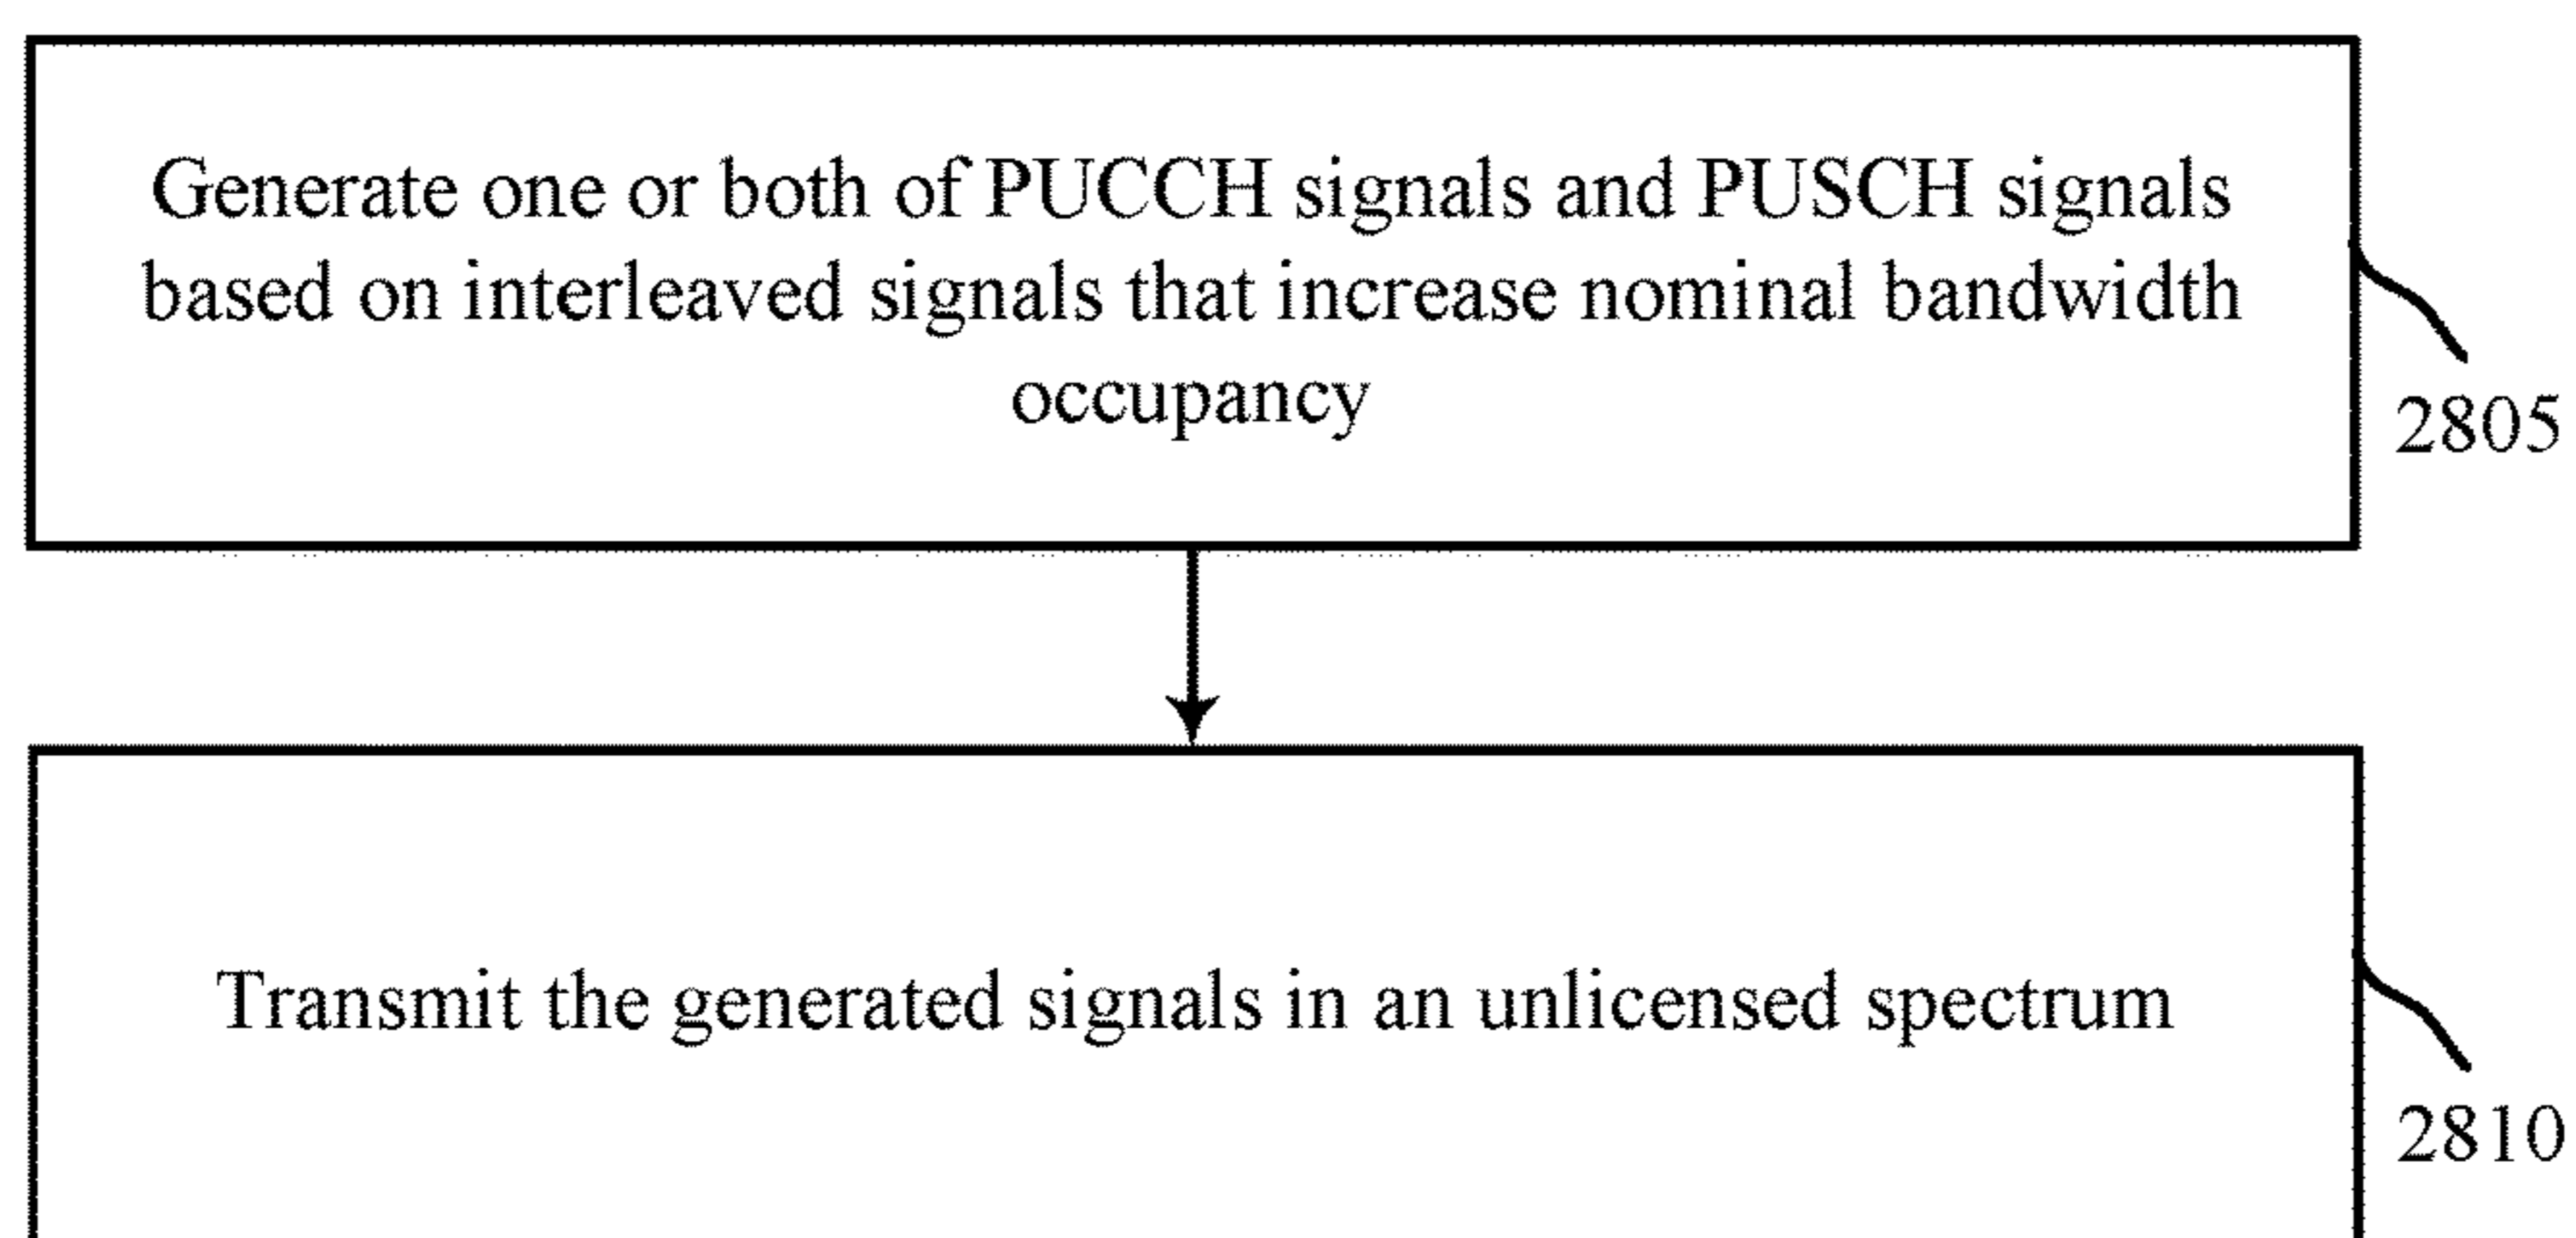 Generate one or both of PUCCH signals and PUSCH signals
based on interleaved signals that increase nominal bandwidth
occupancy
2805
Transmit the generated signals in an unlicensed spectrum
2810